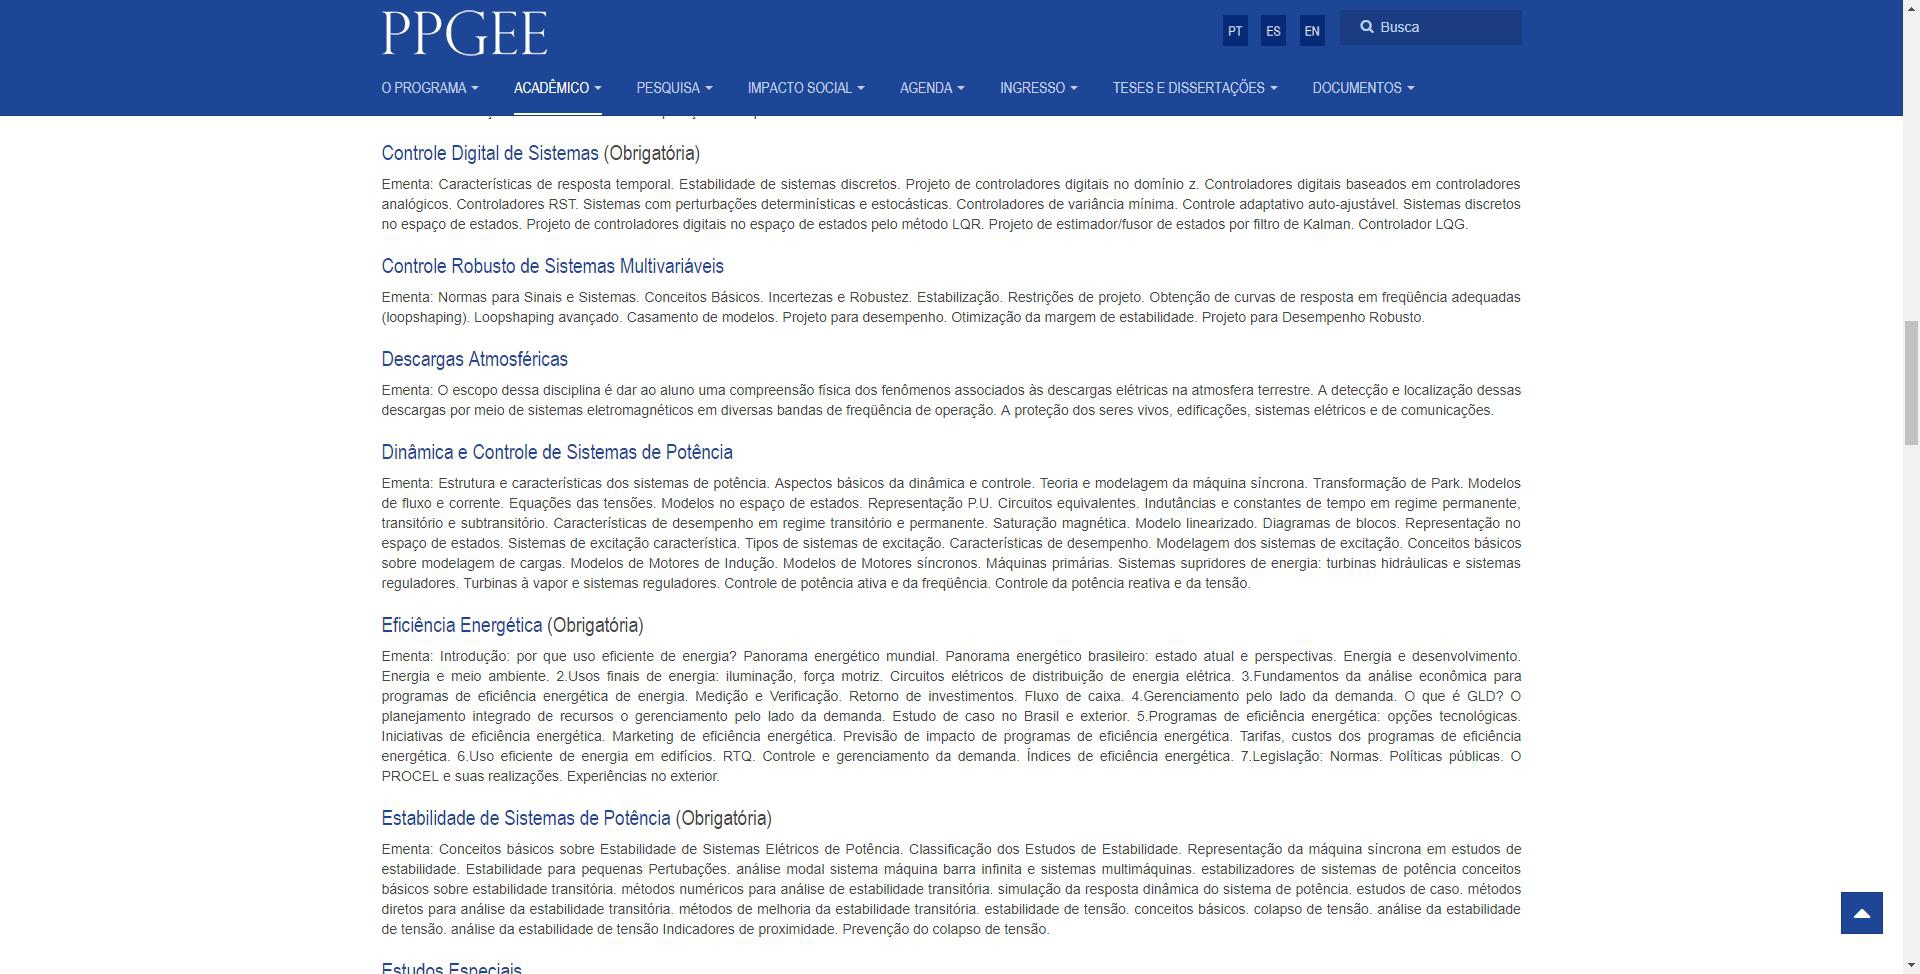 PPGEE
PT ES EN Busca
O PROGRAMA ACADÊMICO PESQUISA IMPACTO SOCIAL AGENDA INGRESSO TESES E DISSERTAÇÕES DOCUMENTOS
Controle Digital de Sistemas (Obrigatória)
Ementa: Características de resposta temporal. Estabilidade de sistemas discretos. Projeto de controladores digitais no domínio z. Controladores digitais baseados em controladores
analógicos. Controladores RST. Sistemas com perturbações determinísticas e estocásticas. Controladores de variância mínima. Controle adaptativo auto-ajustável. Sistemas discretos
no espaço de estados. Projeto de controladores digitais no espaço de estados pelo método LQR. Projeto de estimador/fusor de estados por filtro de Kalman. Controlador LQG.
Controle Robusto de Sistemas Multivariáveis
Ementa: Normas para Sinais e Sistemas. Conceitos Básicos. Incertezas e Robustez. Estabilização. Restrições de projeto. Obtenção de curvas de resposta em freqüência adequadas
(loopshaping). Loopshaping avançado. Casamento de modelos. Projeto para desempenho. Otimização da margem de estabilidade. Projeto para Desempenho Robusto.
Descargas Atmosféricas
Ementa: O escopo dessa disciplina é dar ao aluno uma compreensão física dos fenômenos associados às descargas elétricas na atmosfera terrestre. A detecção e localização dessas
descargas por meio de sistemas eletromagnéticos em diversas bandas de freqüência de operação. A proteção dos seres vivos, edificações, sistemas elétricos e de comunicações.
Dinâmica e Controle de Sistemas de Potência
Ementa: Estrutura e características dos sistemas de potência. Aspectos básicos da dinâmica e controle. Teoria e modelagem da máquina síncrona. Transformação de Park. Modelos
de fluxo e corrente. Equações das tensões. Modelos no espaço de estados. Representação P.U. Circuitos equivalentes. Indutâncias e constantes de tempo em regime permanente,
transitório e subtransitório. Características de desempenho em regime transitório e permanente. Saturação magnética. Modelo linearizado. Diagramas de blocos. Representação no
espaço de estados. Sistemas de excitação característica. Tipos de sistemas de excitação. Características de desempenho. Modelagem dos sistemas de excitação. Conceitos básicos
sobre modelagem de cargas. Modelos de Motores de Indução. Modelos de Motores síncronos. Máquinas primárias. Sistemas supridores de energia: turbinas hidráulicas e sistemas
reguladores. Turbinas à vapor e sistemas reguladores. Controle de potência ativa e da freqüência. Controle da potência reativa e da tensão.
Eficiência Energética (Obrigatória)
Ementa: Introdução: por que uso eficiente de energia? Panorama energético mundial. Panorama energético brasileiro: estado atual e perspectivas. Energia e desenvolvimento.
Energia e meio ambiente. 2.Usos finais de energia: iluminação, força motriz. Circuitos elétricos de distribuição de energia elétrica. 3.Fundamentos da análise econômica para
programas de eficiência energética de energia. Medição e Verificação. Retorno de investimentos. Fluxo de caixa. 4.Gerenciamento pelo lado da demanda. O que é GLD? O
planejamento integrado de recursos o gerenciamento pelo lado da demanda. Estudo de caso no Brasil e exterior. 5.Programas de eficiência energética: opções tecnológicas.
Iniciativas de eficiência energética. Marketing de eficiência energética. Previsão de impacto de programas de eficiência energética. Tarifas, custos dos programas de eficiência
energética. 6.Uso eficiente de energia em edifícios. RTQ. Controle e gerenciamento da demanda. Índices de eficiência energética. 7.Legislação: Normas. Políticas públicas. O
PROCEL e suas realizações. Experiências no exterior.
Estabilidade de Sistemas de Potência (Obrigatória)
Ementa: Conceitos básicos sobre Estabilidade de Sistemas Elétricos de Potência. Classificação dos Estudos de Estabilidade. Representação da máquina síncrona em estudos de
estabilidade. Estabilidade para pequenas Pertubações. análise modal sistema máquina barra infinita e sistemas multimáquinas. estabilizadores de sistemas de potência conceitos
básicos sobre estabilidade transitória. métodos numéricos para análise de estabilidade transitória. simulação da resposta dinâmica do sistema de potência. estudos de caso. métodos
diretos para análise da estabilidade transitória. métodos de melhoria da estabilidade transitória. estabilidade de tensão. conceitos básicos. colapso de tensão. análise da estabilidade
de tensão. análise da estabilidade de tensão Indicadores de proximidade. Prevenção do colapso de tensão.
Estudos Especiais